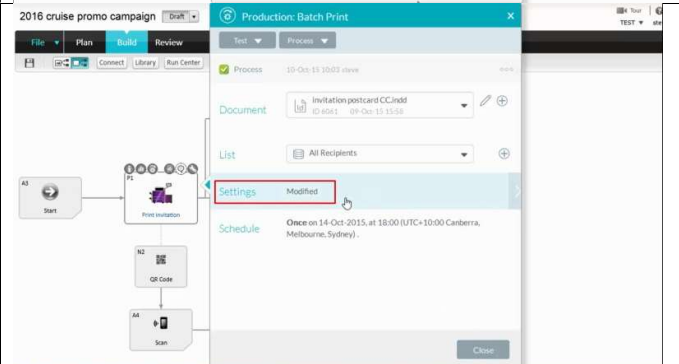 2016 cruise promo campaign Draft
Production: Batch Print
Tour
TEST
File Plan Build Review
Test Process
Connect Library Run Center
Process 10-Oct-15 10:03 steve more
Document Invitation postcard CC.indd
ID 6061 09-Oct-15 15:58
List All Recipients
A3
P1
Start
Print Invitation
Settings Modified
Schedule Once on 14-Oct-2015, at 18:00 (UTC+10:00 Canberra,
Melbourne, Sydney) .
N2
QR Code
A4
Scan
Close